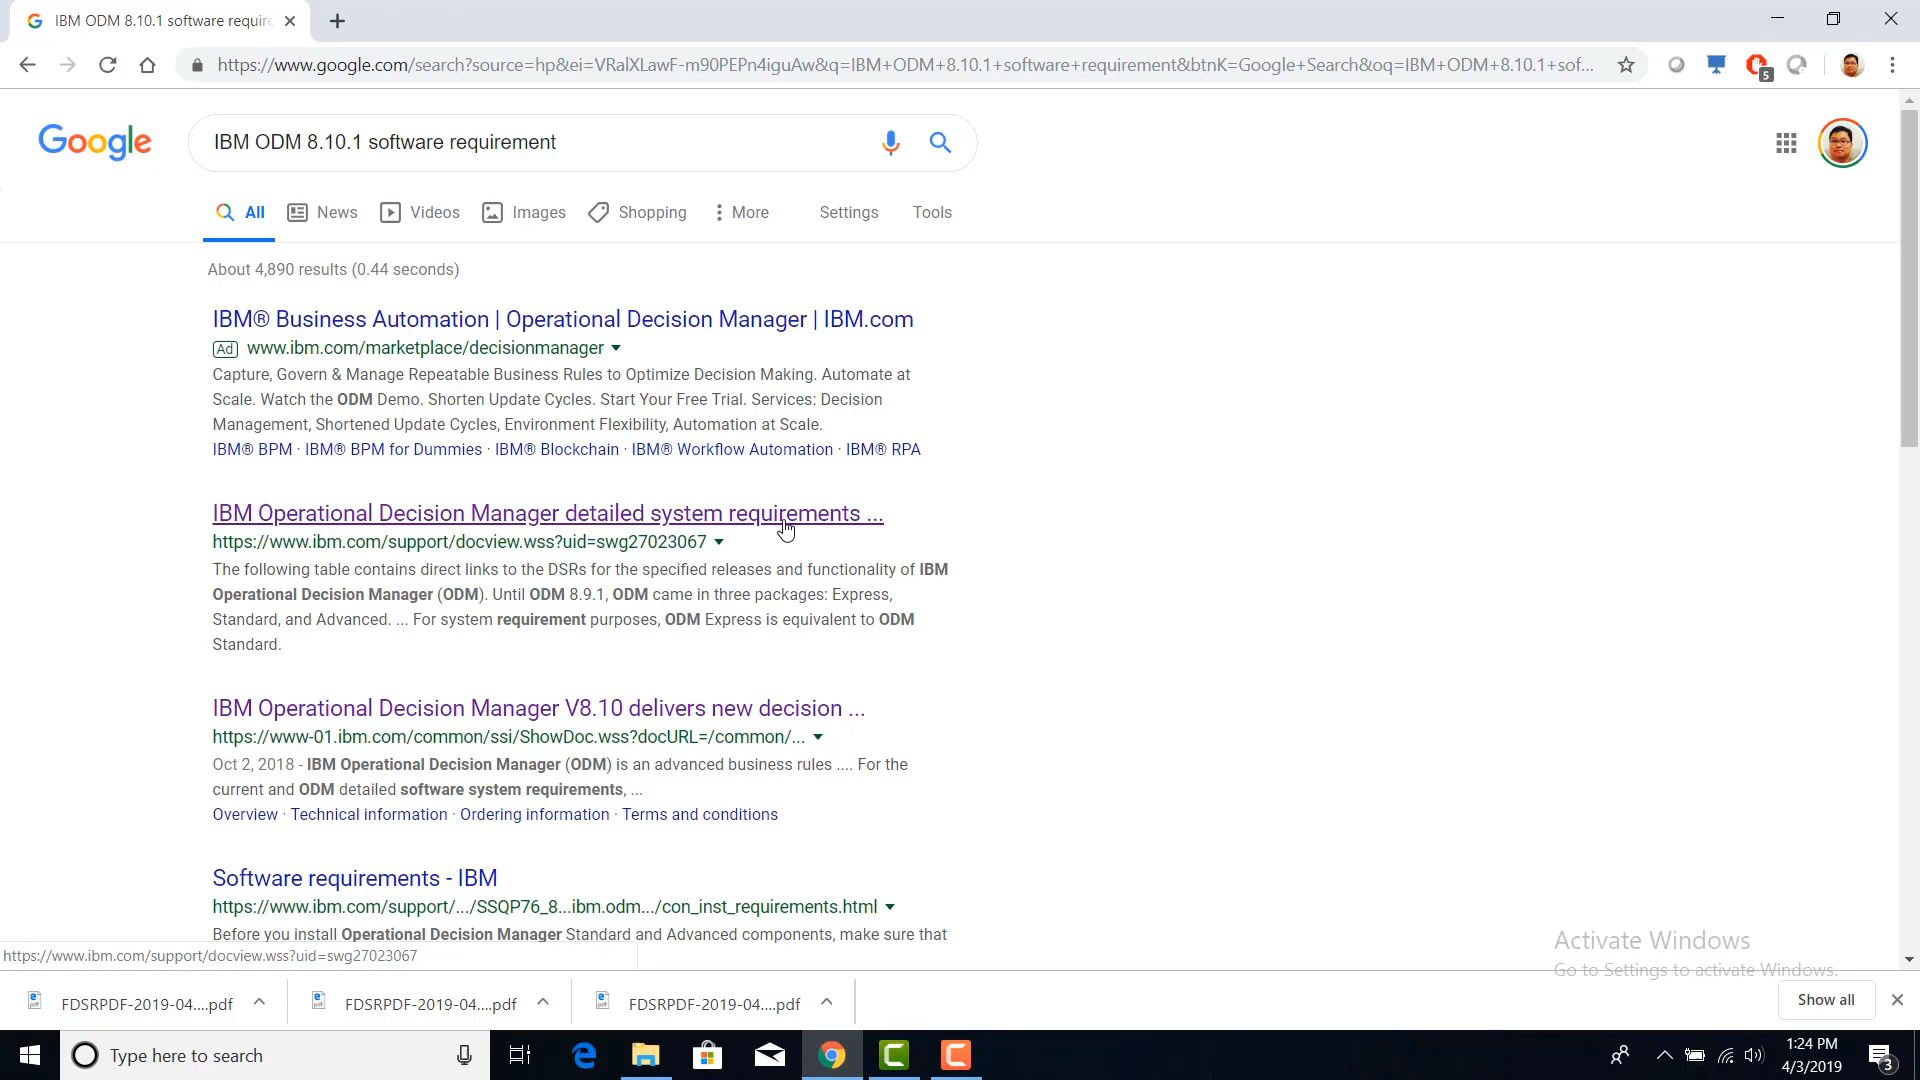 IBM ODM 8.10.1 software require
https://www.google.com/search?source=hp&ei=VRalXLawF-m90PEPn4iguAw&q=IBM+ODM+8.10.1+software+requirement&btnK=Google+Search&oq=IBM+ODM+8.10.1+sof...
5
Google
IBM ODM 8.10.1 software requirement
All News Videos Images Shopping More Settings Tools
About 4,890 results (0.44 seconds)
IBM® Business Automation | Operational Decision Manager | IBM.com
Ad www.ibm.com/marketplace/decisionmanager
Capture, Govern & Manage Repeatable Business Rules to Optimize Decision Making. Automate at
Scale. Watch the ODM Demo. Shorten Update Cycles. Start Your Free Trial. Services: Decision
Management, Shortened Update Cycles, Environment Flexibility, Automation at Scale.
IBM® BPM · IBM® BPM for Dummies · IBM® Blockchain · IBM® Workflow Automation · IBM® RPA
IBM Operational Decision Manager detailed system requirements ...
https://www.ibm.com/support/docview.wss?uid=swg27023067
The following table contains direct links to the DSRs for the specified releases and functionality of IBM
Operational Decision Manager (ODM). Until ODM 8.9.1, ODM came in three packages: Express,
Standard, and Advanced. ... For system requirement purposes, ODM Express is equivalent to ODM
Standard.
IBM Operational Decision Manager V8.10 delivers new decision ...
https://www-01.ibm.com/common/ssi/ShowDoc.wss?docURL=/common/...
Oct 2, 2018 - IBM Operational Decision Manager (ODM) is an advanced business rules .... For the
current and ODM detailed software system requirements, ...
Overview · Technical information · Ordering information · Terms and conditions
Software requirements - IBM
https://www.ibm.com/support/.../SSQP76_8...ibm.odm.../con_inst_requirements.html
Before you install Operational Decision Manager Standard and Advanced components, make sure that
https://www.ibm.com/support/docview.wss?uid=swg27023067
Activate Windows
Go to Settings to activate Windows.
FDSRPDF-2019-04....pdf FDSRPDF-2019-04....pdf FDSRPDF-2019-04....pdf Show all
Type here to search
1:24 PM
4/3/2019
3